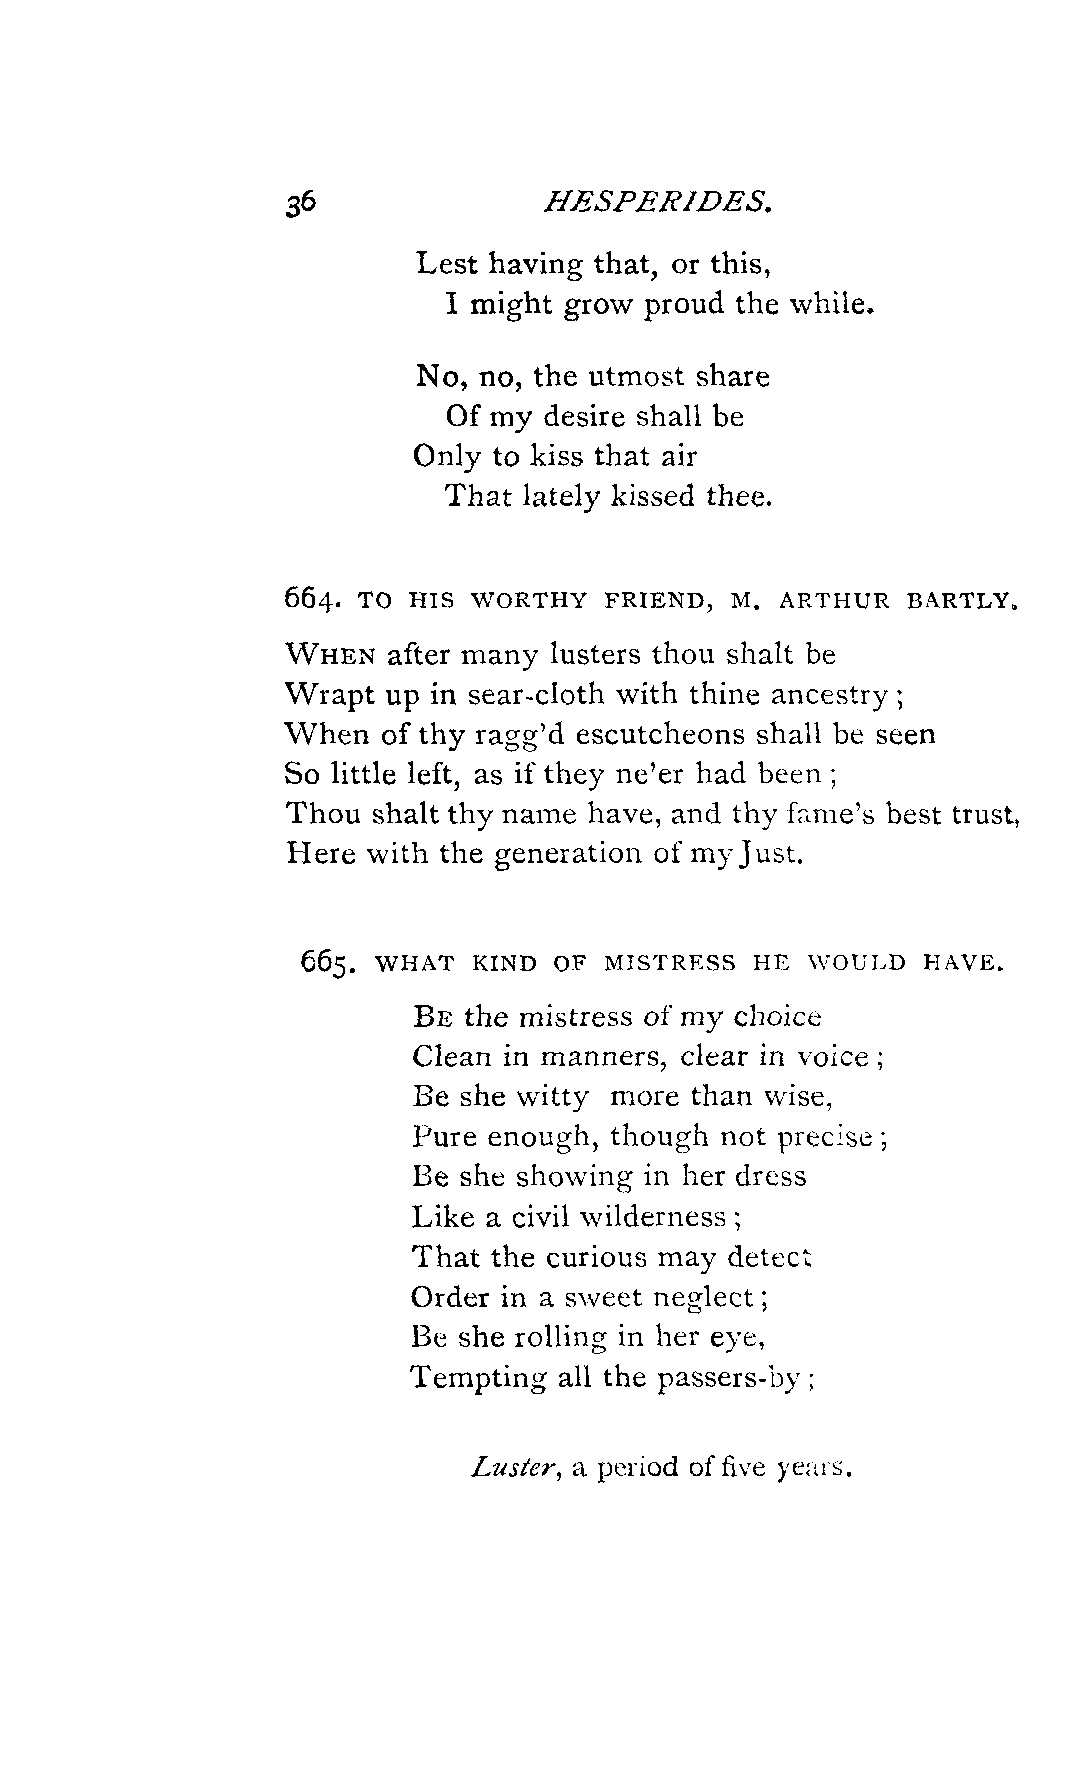 36 HESPERIDES.
Lest having that, or this,
I might grow proud the while.
No, no, the utmost share
Of my desire shall be
Only to kiss that air
That lately kissed thee.
664. TO HIS WORTHY FRIEND, M. ARTHUR BARTLY.
WHEN after many lusters thou shalt be
Wrapt up in sear-cloth with thine ancestry ;
When of thy ragg'd escutcheons shall be seen
So little left, as if they ne'er had been ;
Thou shalt thy name have, and thy fame's best trust,
Here with the generation of my Just.
665. WHAT KIND OF MISTRESS HE WOULD HAVE.
BE the mistress of my choice
Clean in manners, clear in voice ;
Be she witty more than wise,
Pure enough, though not precise ;
Be she showing in her dress
Like a civil wilderness ;
That the curious may detect
Order in a sweet neglect ;
Be she rolling in her eye,
Tempting all the passers-by ;
Luster, a period of five years.